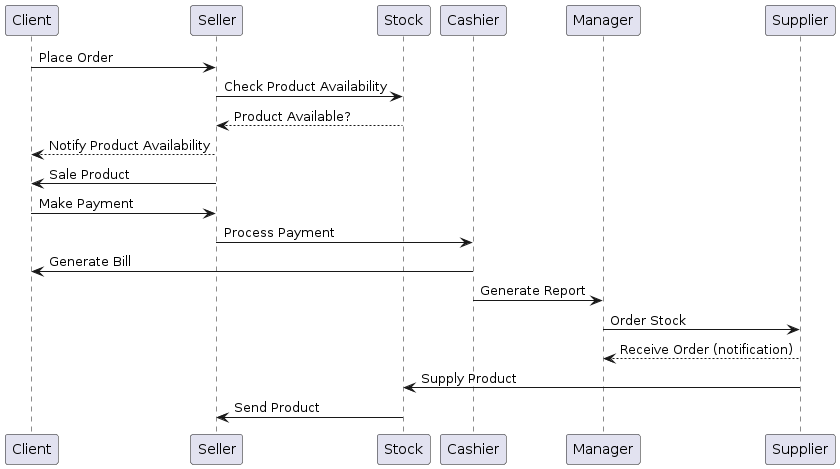 Client Seller Stock Cashier Manager Supplier
Place Order
Check Product Availability
Product Available?
Notify Product Availability
Sale Product
Make Payment
Process Payment
Generate Bill
Generate Report
Order Stock
Receive Order (notification)
Supply Product
Send Product
Client Seller Stock Cashier Manager Supplier